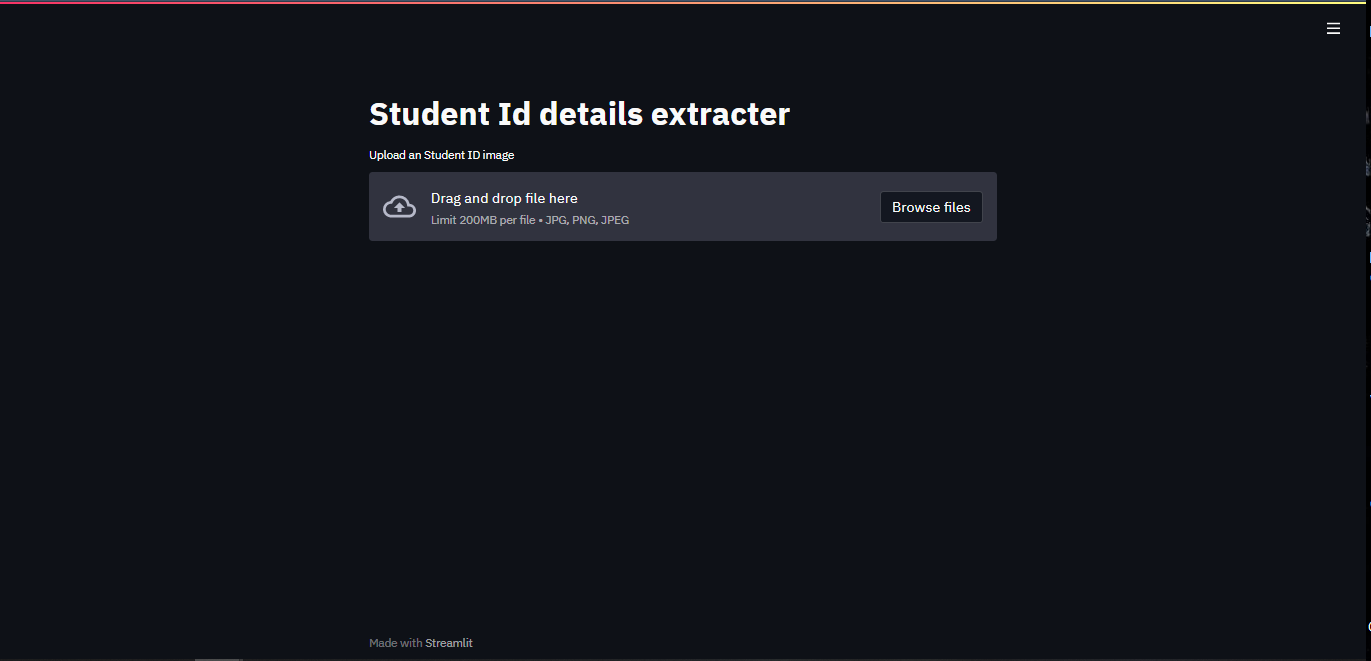 Student Id details extracter
Upload an Student ID image
Drag and drop file here
Limit 200MB per file • JPG, PNG, JPEG
Browse files
Made with Streamlit